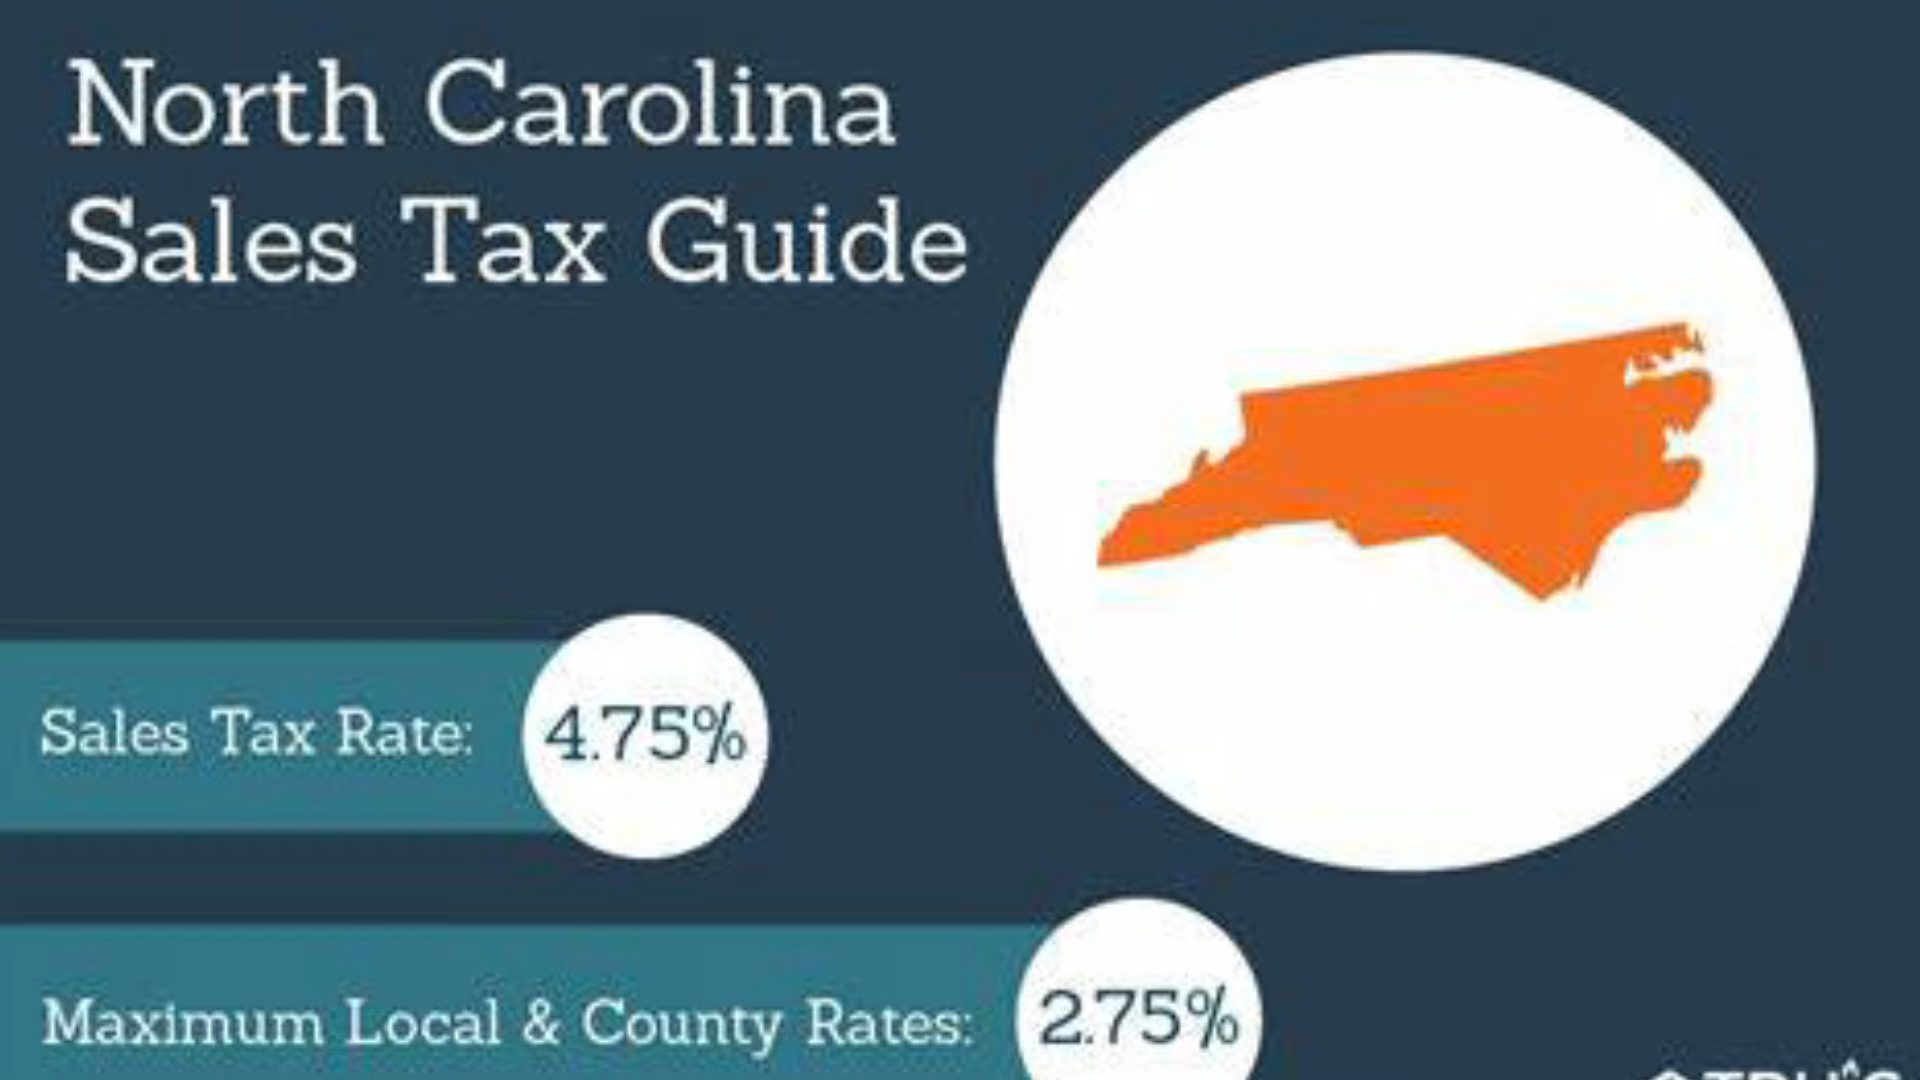 North Carolina
Sales Tax Guide
Sales Tax Rate:
4.75%
Maximum Local & County Rates:
2.75%